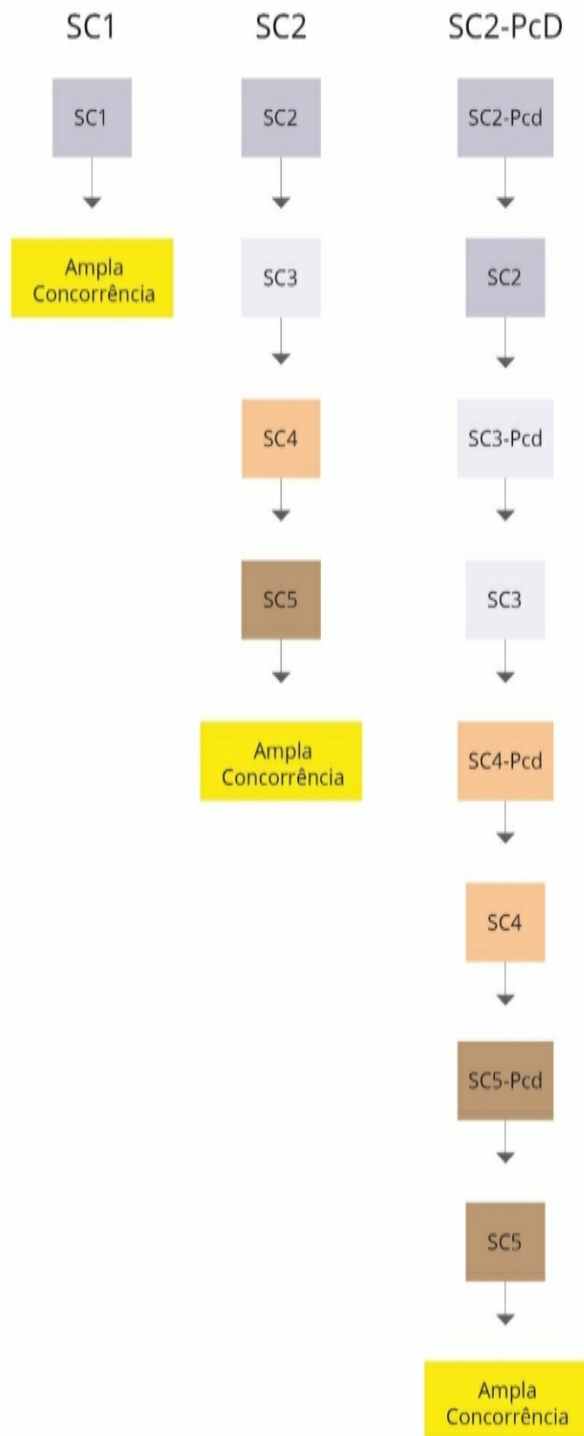 SC1
SC1
Ampla
Concorrência
SC2
SC2
SC3
SC4
SC5
Ampla
Concorrência
SC2-PcD
SC2-Pcd
SC2
SC3-Pcd
SC3
SC4-Pcd
SC4
SC5-Pcd
SC5
Ampla
Concorrência